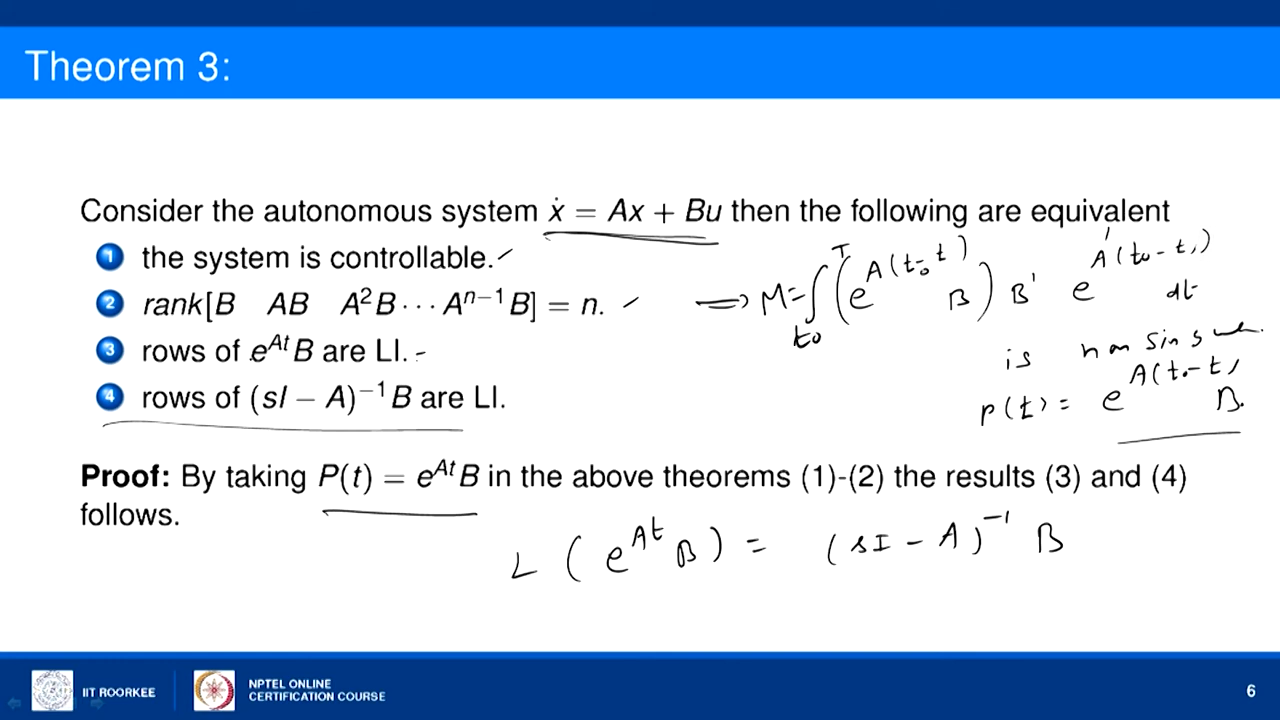 Theorem 3:
Consider the autonomous system ẋ = Ax + Bu then the following are equivalent
1 the system is controllable. ✓
2 rank[B AB A²B ⋯ Aⁿ⁻¹B] = n. ✓
3 rows of e^{At}B are LI.
4 rows of (sI − A)⁻¹B are LI.
⇒ M = ∫_{t₀}^{T} (e^{A(t₀-t)} B) B' e^{A'(t₀-t)} dt
is non singular.
P(t) = e^{A(t₀-t)} B.
Proof: By taking P(t) = e^{At}B in the above theorems (1)-(2) the results (3) and (4)
follows.
L (e^{At} B) = (sI − A)⁻¹ B
IIT ROORKEE
NPTEL ONLINE
CERTIFICATION COURSE
6